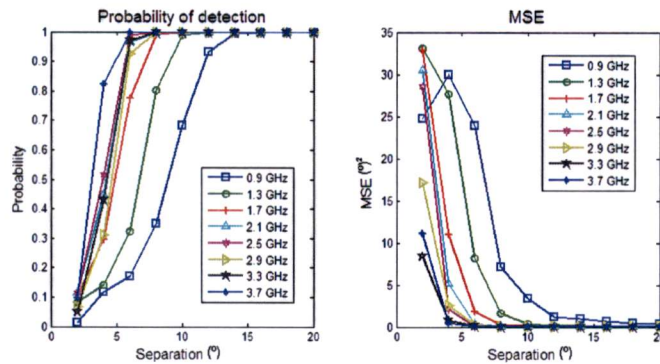 Probability of detection
1
0.9
0.8
0.7
0.6
0.5
0.4
0.3
0.2
0.1
0
0
5
10
15
20
Probability
Separation (º)
0.9 GHz
1.3 GHz
1.7 GHz
2.1 GHz
2.5 GHz
2.9 GHz
3.3 GHz
3.7 GHz
MSE
35
30
25
20
15
10
5
0
0
5
10
15
20
MSE (º)²
Separation (º)
0.9 GHz
1.3 GHz
1.7 GHz
2.1 GHz
2.5 GHz
2.9 GHz
3.3 GHz
3.7 GHz